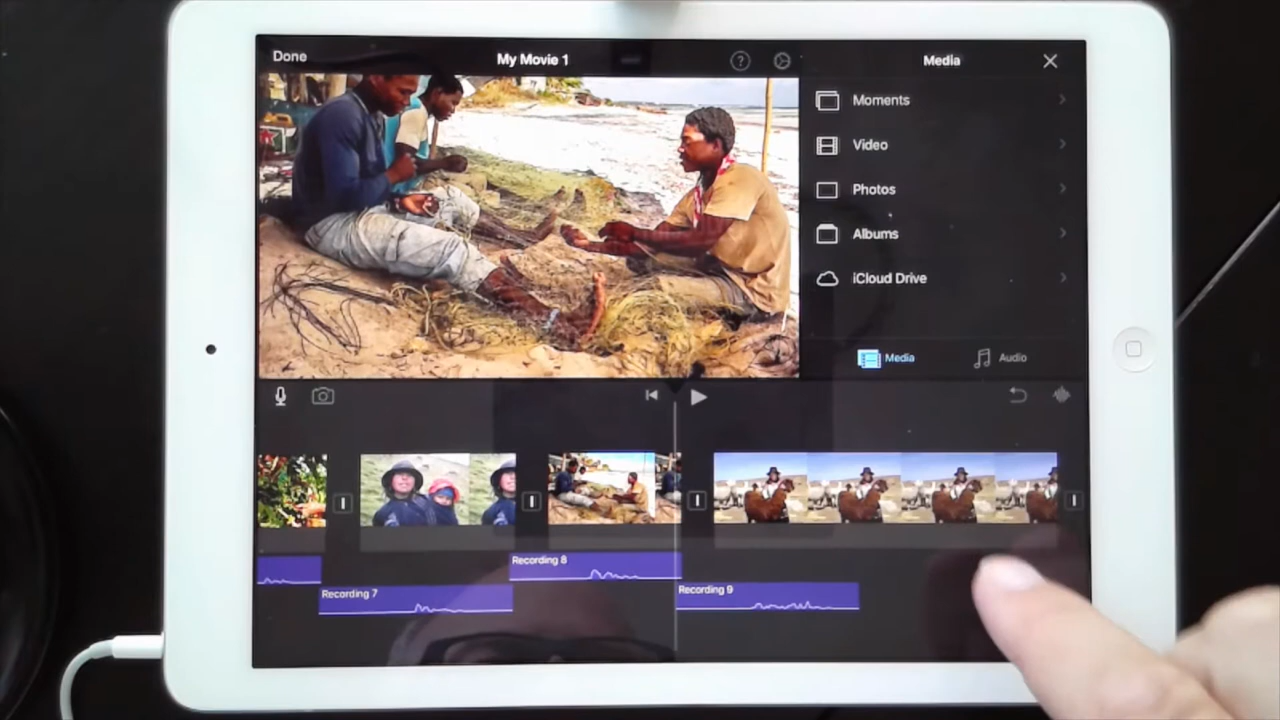 Done
My Movie 1
?
Media
Moments
Video
Photos
Albums
iCloud Drive
Media
Audio
Recording 8
Recording 7
Recording 9